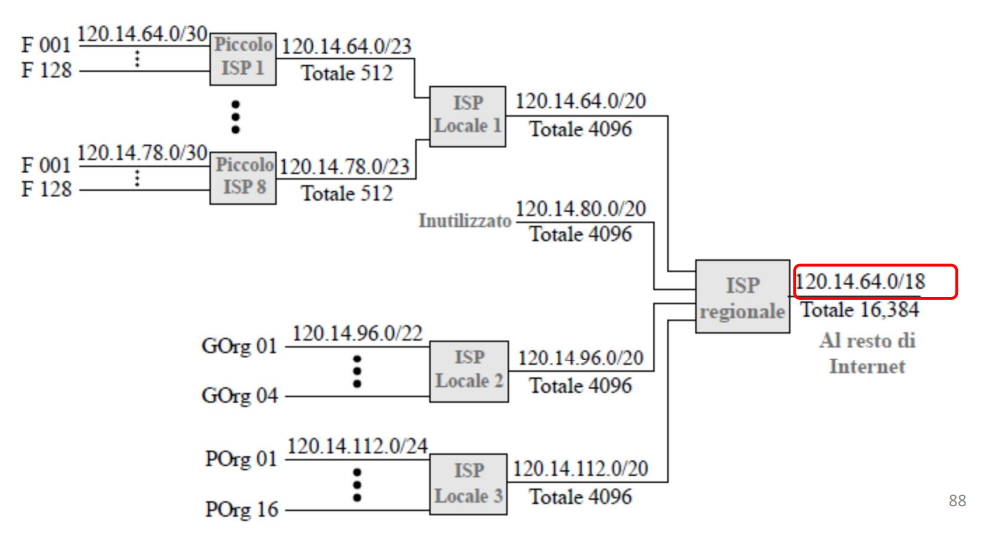 F 001 120.14.64.0/30
F 128
Piccolo
ISP 1
120.14.64.0/23
Totale 512
ISP
Locale 1
120.14.64.0/20
Totale 4096
F 001 120.14.78.0/30
F 128
Piccolo
ISP 8
120.14.78.0/23
Totale 512
Inutilizzato
120.14.80.0/20
Totale 4096
ISP
regionale
120.14.64.0/18
Totale 16,384
Al resto di
Internet
GOrg 01
120.14.96.0/22
GOrg 04
ISP
Locale 2
120.14.96.0/20
Totale 4096
POrg 01
120.14.112.0/24
POrg 16
ISP
Locale 3
120.14.112.0/20
Totale 4096
88